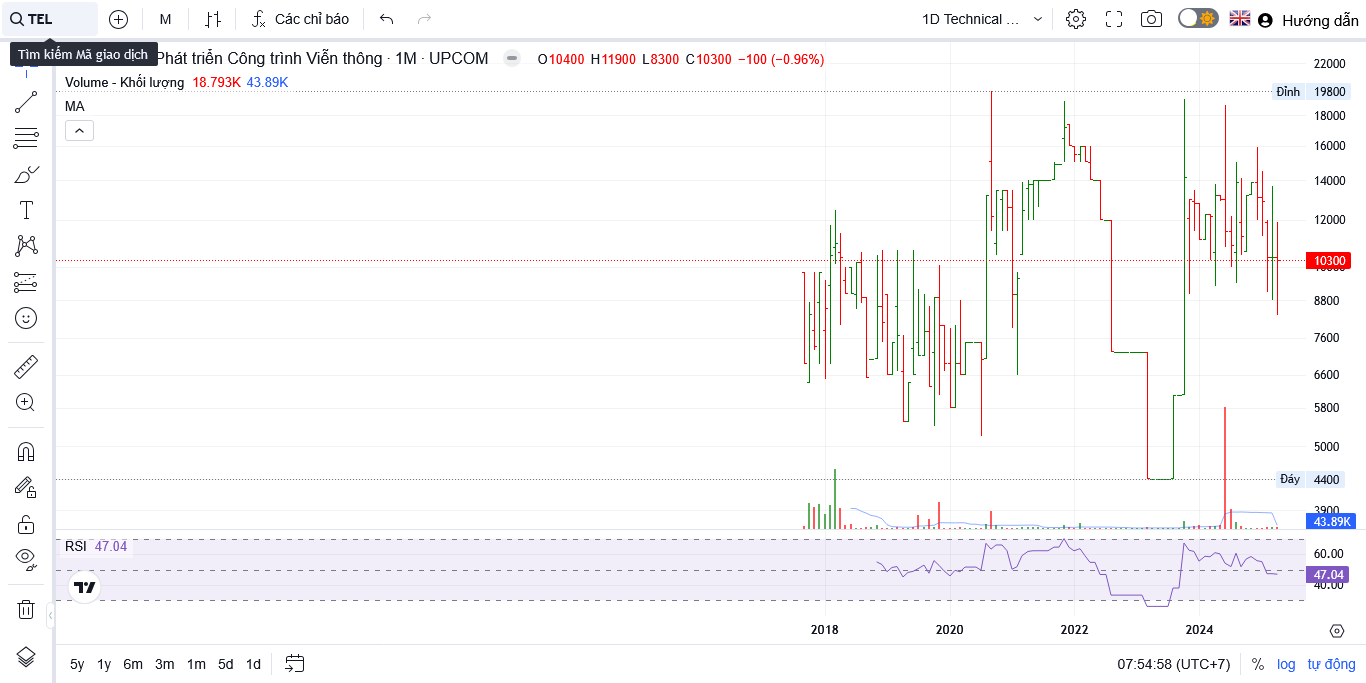 TEL
M
Các chỉ báo
1D Technical ...
Hướng dẫn
Tìm kiếm Mã giao dịch
Phát triển Công trình Viễn thông · 1M · UPCOM
O10400 H11900 L8300 C10300 −100 (−0.96%)
Volume - Khối lượng 18.793K 43.89K
MA
22000
Đỉnh 19800
18000
16000
14000
12000
10300
10000
8800
7600
6600
5800
5000
Đáy 4400
3900
43.89K
RSI 47.04
60.00
47.04
40.00
2018 2020 2022 2024
5y 1y 6m 3m 1m 5d 1d
07:54:58 (UTC+7) % log tự động